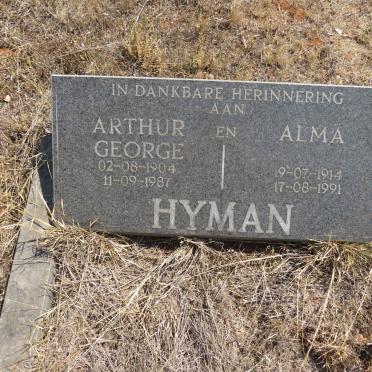 IN DANKBARE HERINNERING
AAN
ARTHUR GEORGE
02-08-1904
11-09-1987
EN
ALMA
19-07-1914
17-08-1991
HYMAN